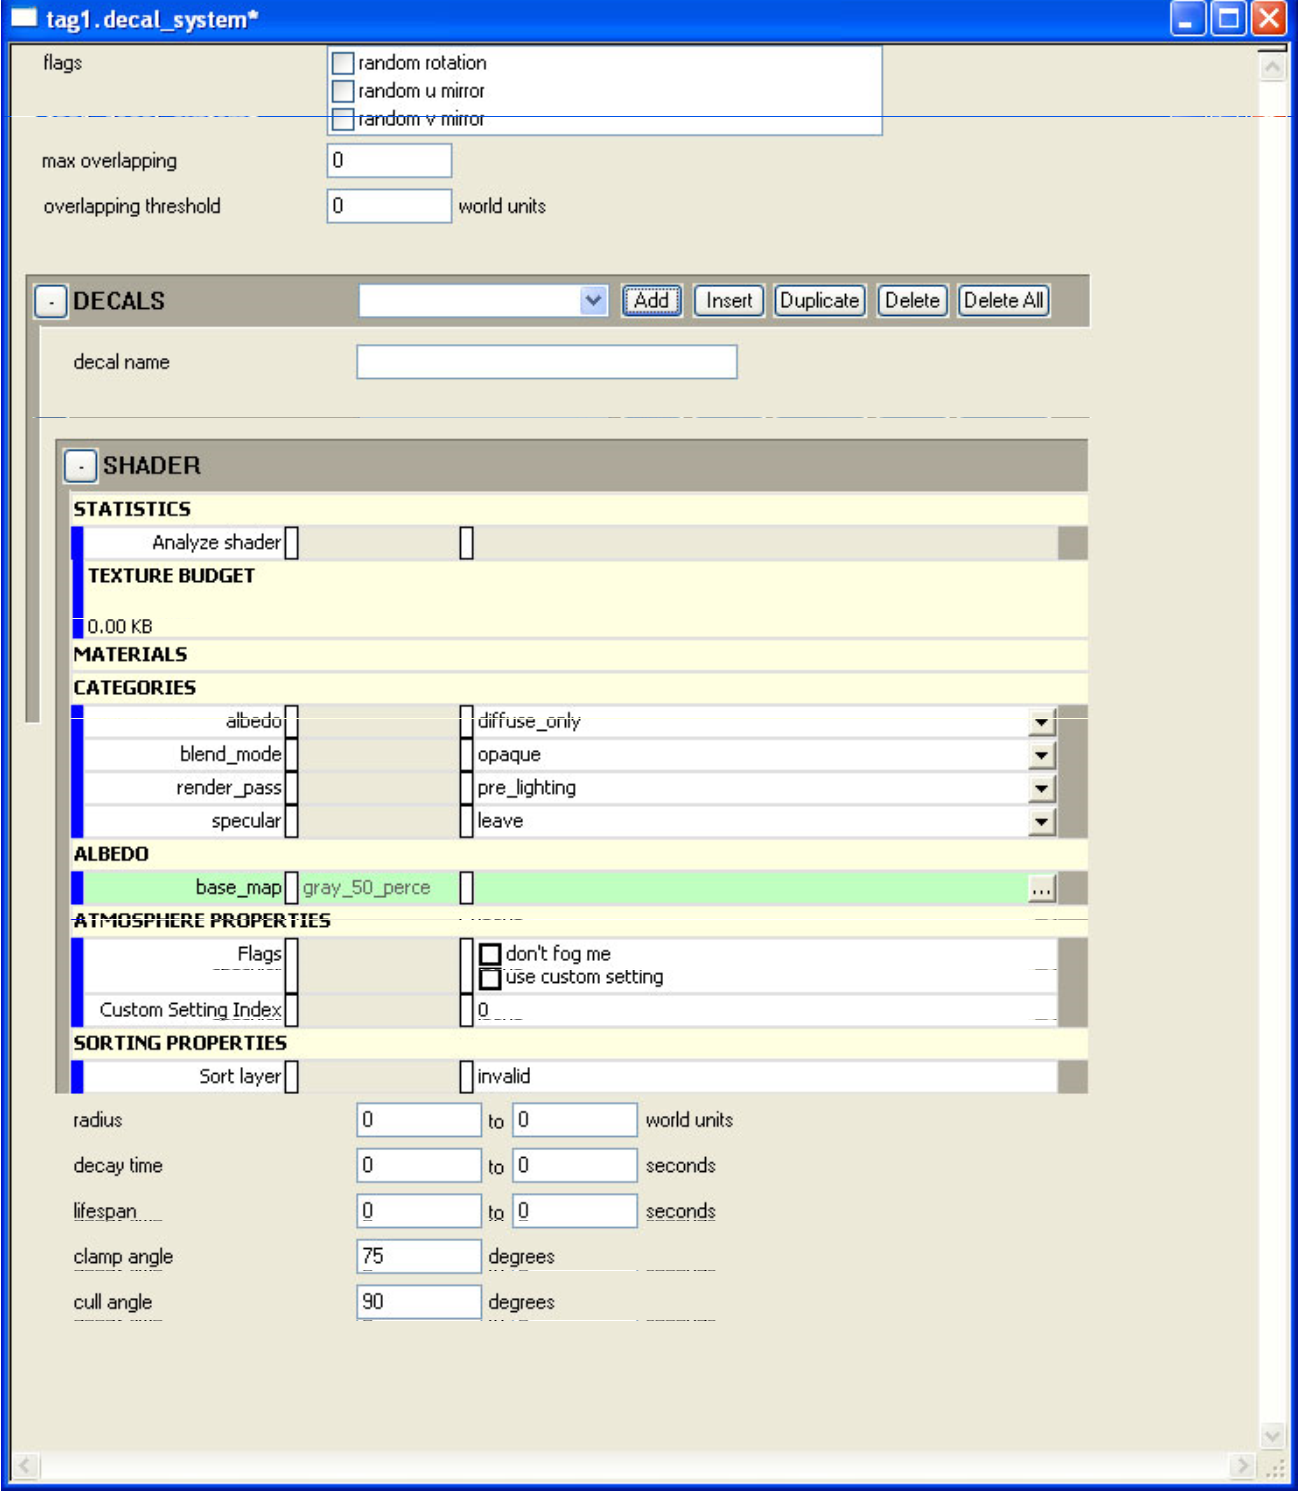 tag1.decal_system*
flags
random rotation
random u mirror
random v mirror
max overlapping 0
overlapping threshold 0 world units
- DECALS Add Insert Duplicate Delete Delete All
decal name
- SHADER
STATISTICS
Analyze shader
TEXTURE BUDGET
0.00 KB
MATERIALS
CATEGORIES
albedo diffuse_only
blend_mode opaque
render_pass pre_lighting
specular leave
ALBEDO
base_map gray_50_perce ...
ATMOSPHERE PROPERTIES
Flags don't fog me
use custom setting
Custom Setting Index 0
SORTING PROPERTIES
Sort layer invalid
radius 0 to 0 world units
decay time 0 to 0 seconds
lifespan 0 to 0 seconds
clamp angle 75 degrees
cull angle 90 degrees